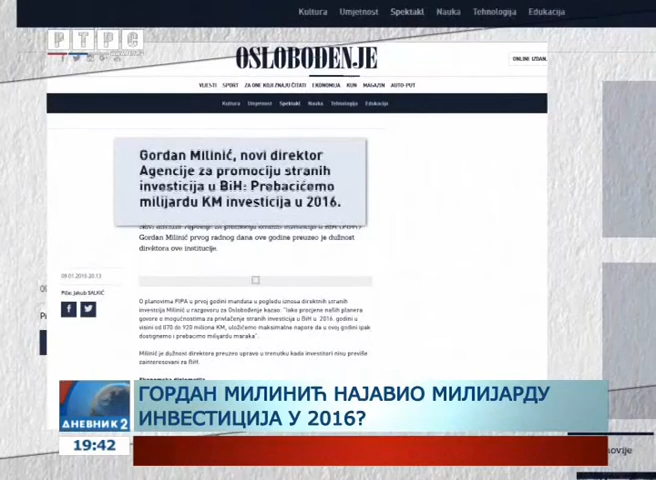 Kultura Umjetnost Spektakl Nauka Tehnologija Edukacija
РТРС
OSLOBOĐENJE
ONLINE IZDAN.
VIJESTI SPORT ZA ONE KOJI ZNAJU ČITATI EKONOMIJA KUN MAGAZIN AUTO-PUT
Kultura Umjetnost Spektakl Nauka Tehnologija Edukacija
Gordan Milinić, novi direktor
Agencije za promociju stranih
investicija u BiH: Prebacićemo
milijardu KM investicija u 2016.
Gordan Milinić prvog radnog dana ove godine preuzeo je dužnost
direktora ove institucije.
Piše: Jakub SALKIĆ
O planovima FIPA u prvoj godini mandata u pogledu iznosa direktnih stranih
investicija Milinić u razgovoru za Oslobođenje kazao: "Iako procjene naših planera
govore o mogućnostima za privlačenje stranih investicija u BiH u 2016. godini u
visini od 870 do 920 miliona KM, uložićemo maksimalne napore da u ovoj godini ipak
dostignemo i prebacimo milijardu maraka".
Milinić je dužnost direktora preuzeo upravo u trenutku kada investitori nisu previše
zainteresovani za BiH.
ГОРДАН МИЛИНИЋ НАЈАВИО МИЛИЈАРДУ
ИНВЕСТИЦИЈА У 2016?
ДНЕВНИК 2
19:42
ovije